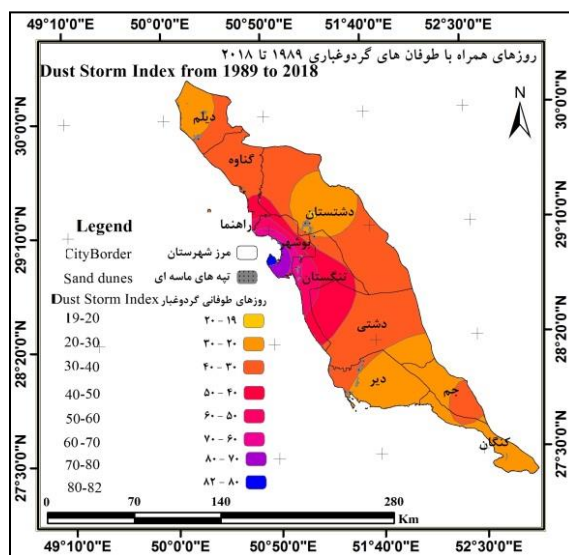 49°10'0"E 50°0'0"E 50°50'0"E 51°40'0"E 52°30'0"E
روزهای همراه با طوفان های گردوغباری ۱۹۸۹ تا ۲۰۱۸
Dust Storm Index from 1989 to 2018
N
30°0'0"N
29°10'0"N
28°20'0"N
27°30'0"N
30°0'0"N
29°10'0"N
28°20'0"N
27°30'0"N
دیلم
گناوه
دشتستان
بوشهر
تنگستان
دشتی
دیر
جم
کنگان
Legend راهنما
CityBorder مرز شهرستان
Sand dunes تپه های ماسه ای
Dust Storm Index روزهای طوفانی گردوغبار
19-20 ۲۰ - ۱۹
20-30 ۳۰ - ۲۰
30-40 ۴۰ - ۳۰
40-50 ۵۰ - ۴۰
50-60 ۶۰ - ۵۰
60-70 ۷۰ - ۶۰
70-80 ۸۰ - ۷۰
80-82 ۸۲ - ۸۰
0 70 140 280
Km
49°10'0"E 50°0'0"E 50°50'0"E 51°40'0"E 52°30'0"E